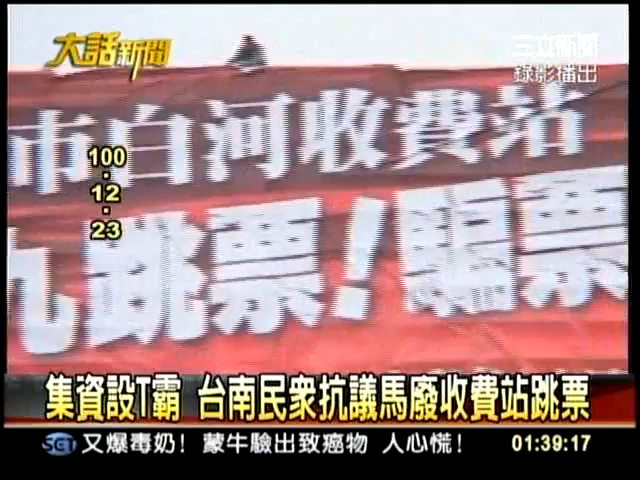 大話新聞
三立新聞
錄影播出
市白河收費站
100
.
12
.
23
九跳票!騙票
集資設T霸 台南民眾抗議馬廢收費站跳票
SET 又爆毒奶! 蒙牛驗出致癌物 人心慌! 01:39:17